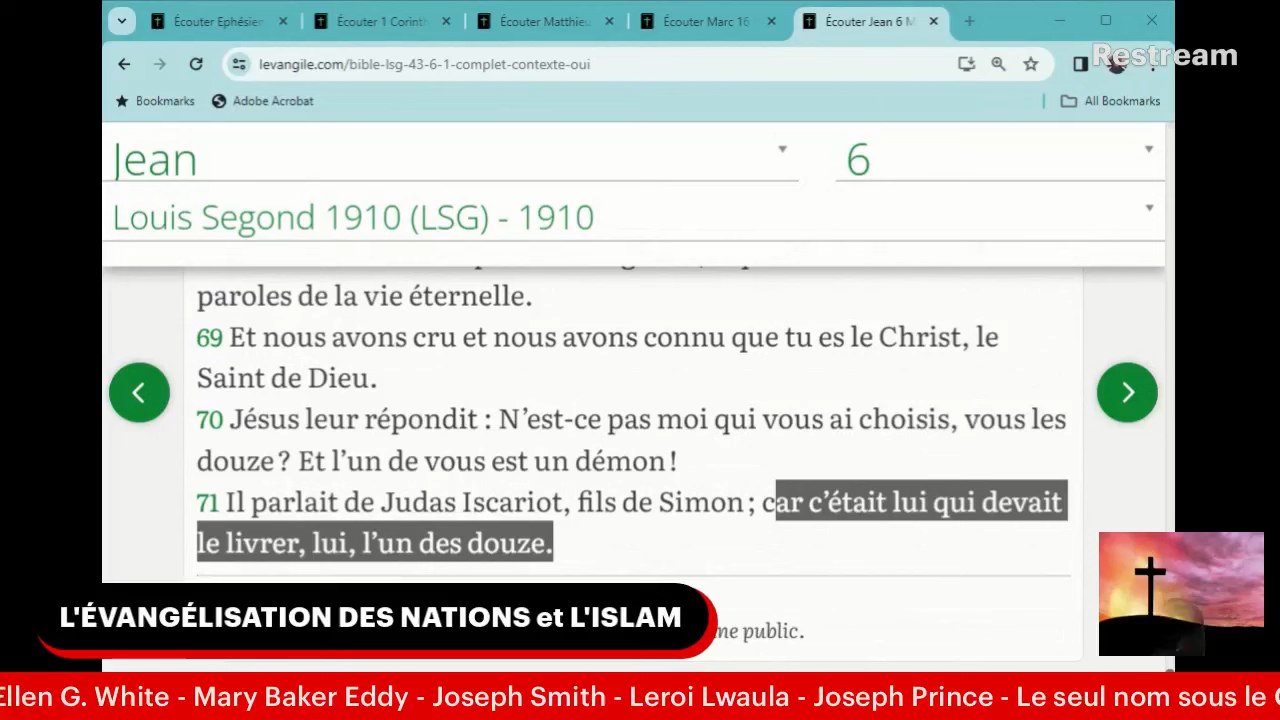 Écouter Ephésien
Écouter 1 Corint
Écouter Matthieu
Écouter Marc 16
Écouter Jean 6 M
levangile.com/bible-lsg-43-6-1-complet-contexte-oui
Restream
Bookmarks
Adobe Acrobat
All Bookmarks
Jean
6
Louis Segond 1910 (LSG) - 1910
paroles de la vie éternelle.
69 Et nous avons cru et nous avons connu que tu es le Christ, le
Saint de Dieu.
70 Jésus leur répondit : N’est-ce pas moi qui vous ai choisis, vous les
douze ? Et l’un de vous est un démon !
71 Il parlait de Judas Iscariot, fils de Simon ; car c’était lui qui devait
le livrer, lui, l’un des douze.
L'ÉVANGÉLISATION DES NATIONS et L'ISLAM
ne public.
Ellen G. White - Mary Baker Eddy - Joseph Smith - Leroi Lwaula - Joseph Prince - Le seul nom sous le